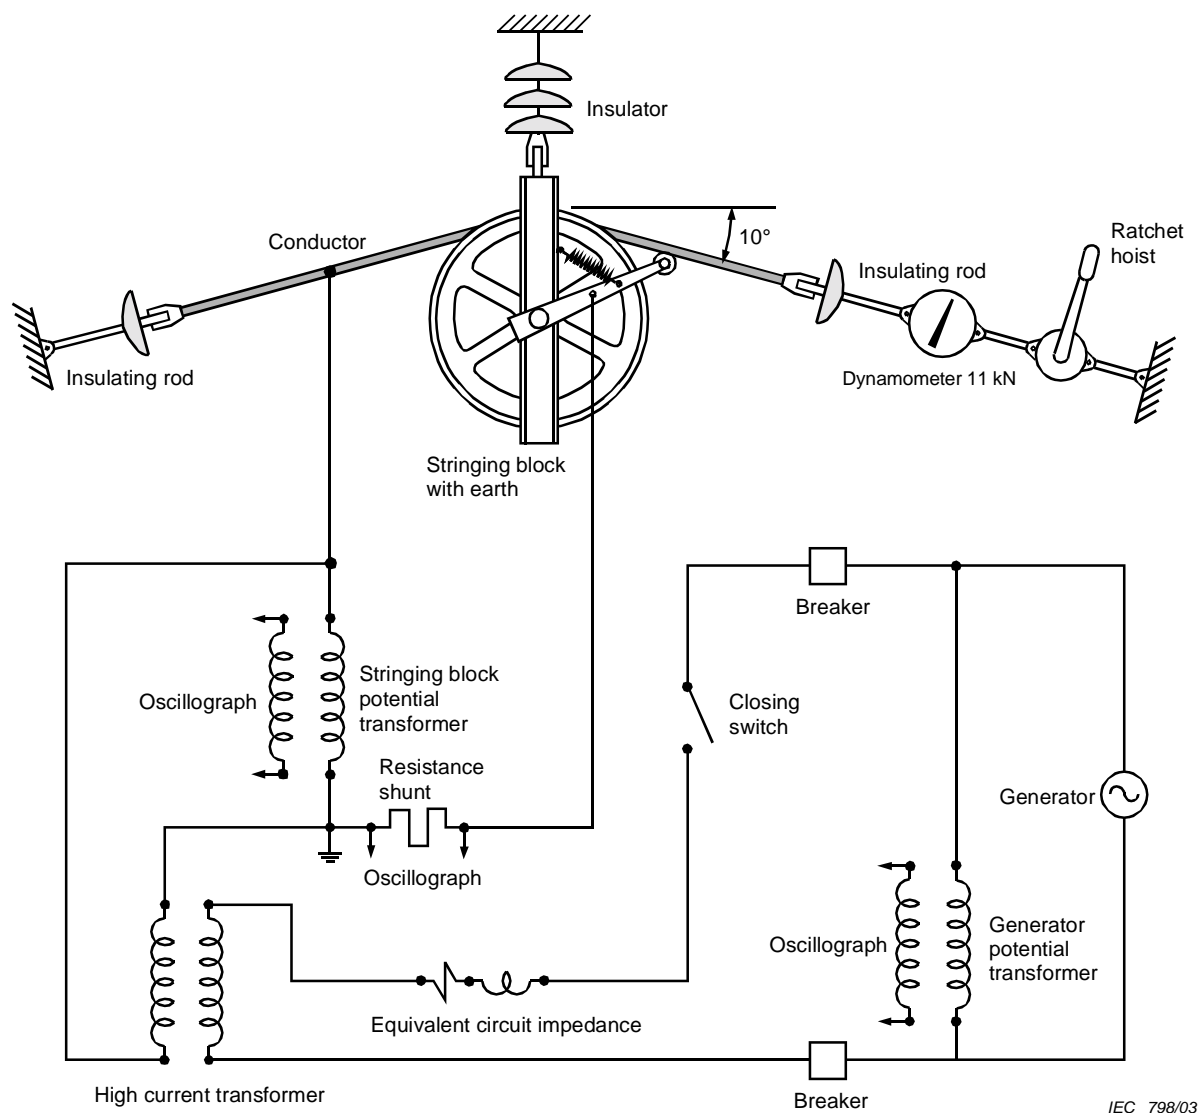 Insulator
10°
Ratchet
hoist
Conductor
Insulating rod
Insulating rod
Dynamometer 11 kN
Stringing block
with earth
Breaker
Stringing block
potential
transformer
Oscillograph
Closing
switch
Resistance
shunt
Generator
Oscillograph
Generator
potential
transformer
Oscillograph
Equivalent circuit impedance
High current transformer
Breaker
IEC 798/03